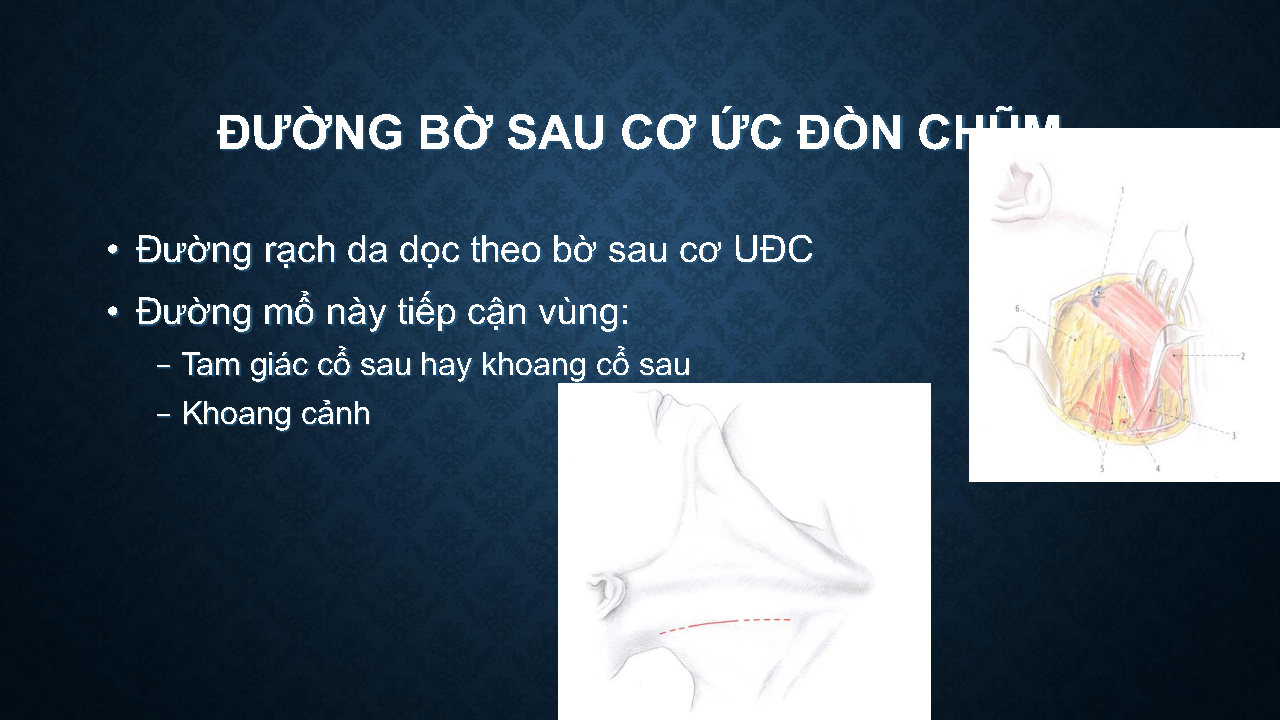 ĐƯỜNG BỜ SAU CƠ ỨC ĐÒN CHŨM
• Đường rạch da dọc theo bờ sau cơ UĐC
• Đường mổ này tiếp cận vùng:
– Tam giác cổ sau hay khoang cổ sau
– Khoang cảnh
1
6
2
3
5
4